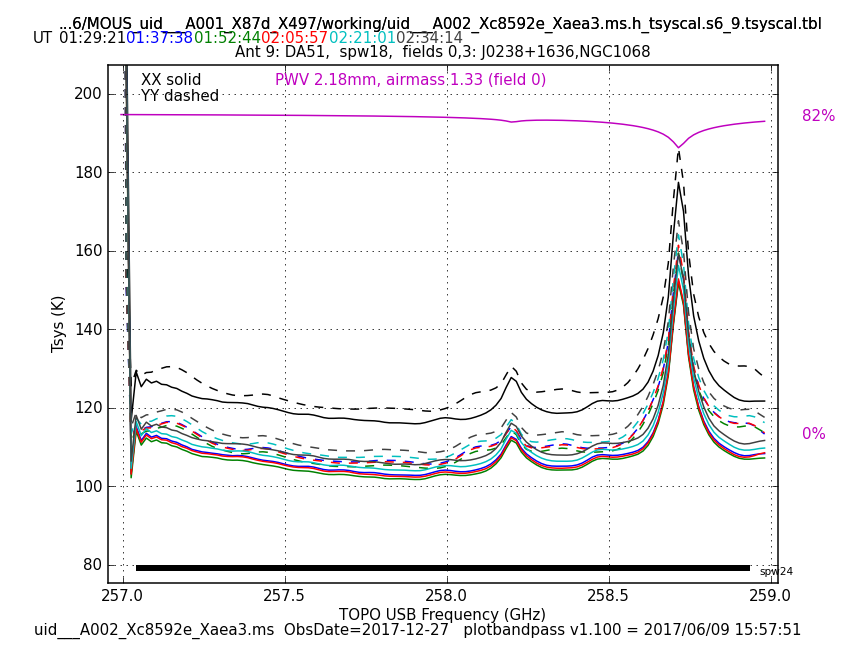 ...6/MOUS_uid___A001_X87d_X497/working/uid___A002_Xc8592e_Xaea3.ms.h_tsyscal.s6_9.tsyscal.tbl
UT 01:29:21 01:37:38 01:52:44 02:05:57 02:21:01 02:34:14
Ant 9: DA51,  spw18,  fields 0,3: J0238+1636,NGC1068
XX solid
YY dashed
PWV 2.18mm, airmass 1.33 (field 0)
200
180
160
140
120
100
80
Tsys (K)
82%
0%
spw24
257.0 257.5 258.0 258.5 259.0
TOPO USB Frequency (GHz)
uid___A002_Xc8592e_Xaea3.ms  ObsDate=2017-12-27   plotbandpass v1.100 = 2017/06/09 15:57:51